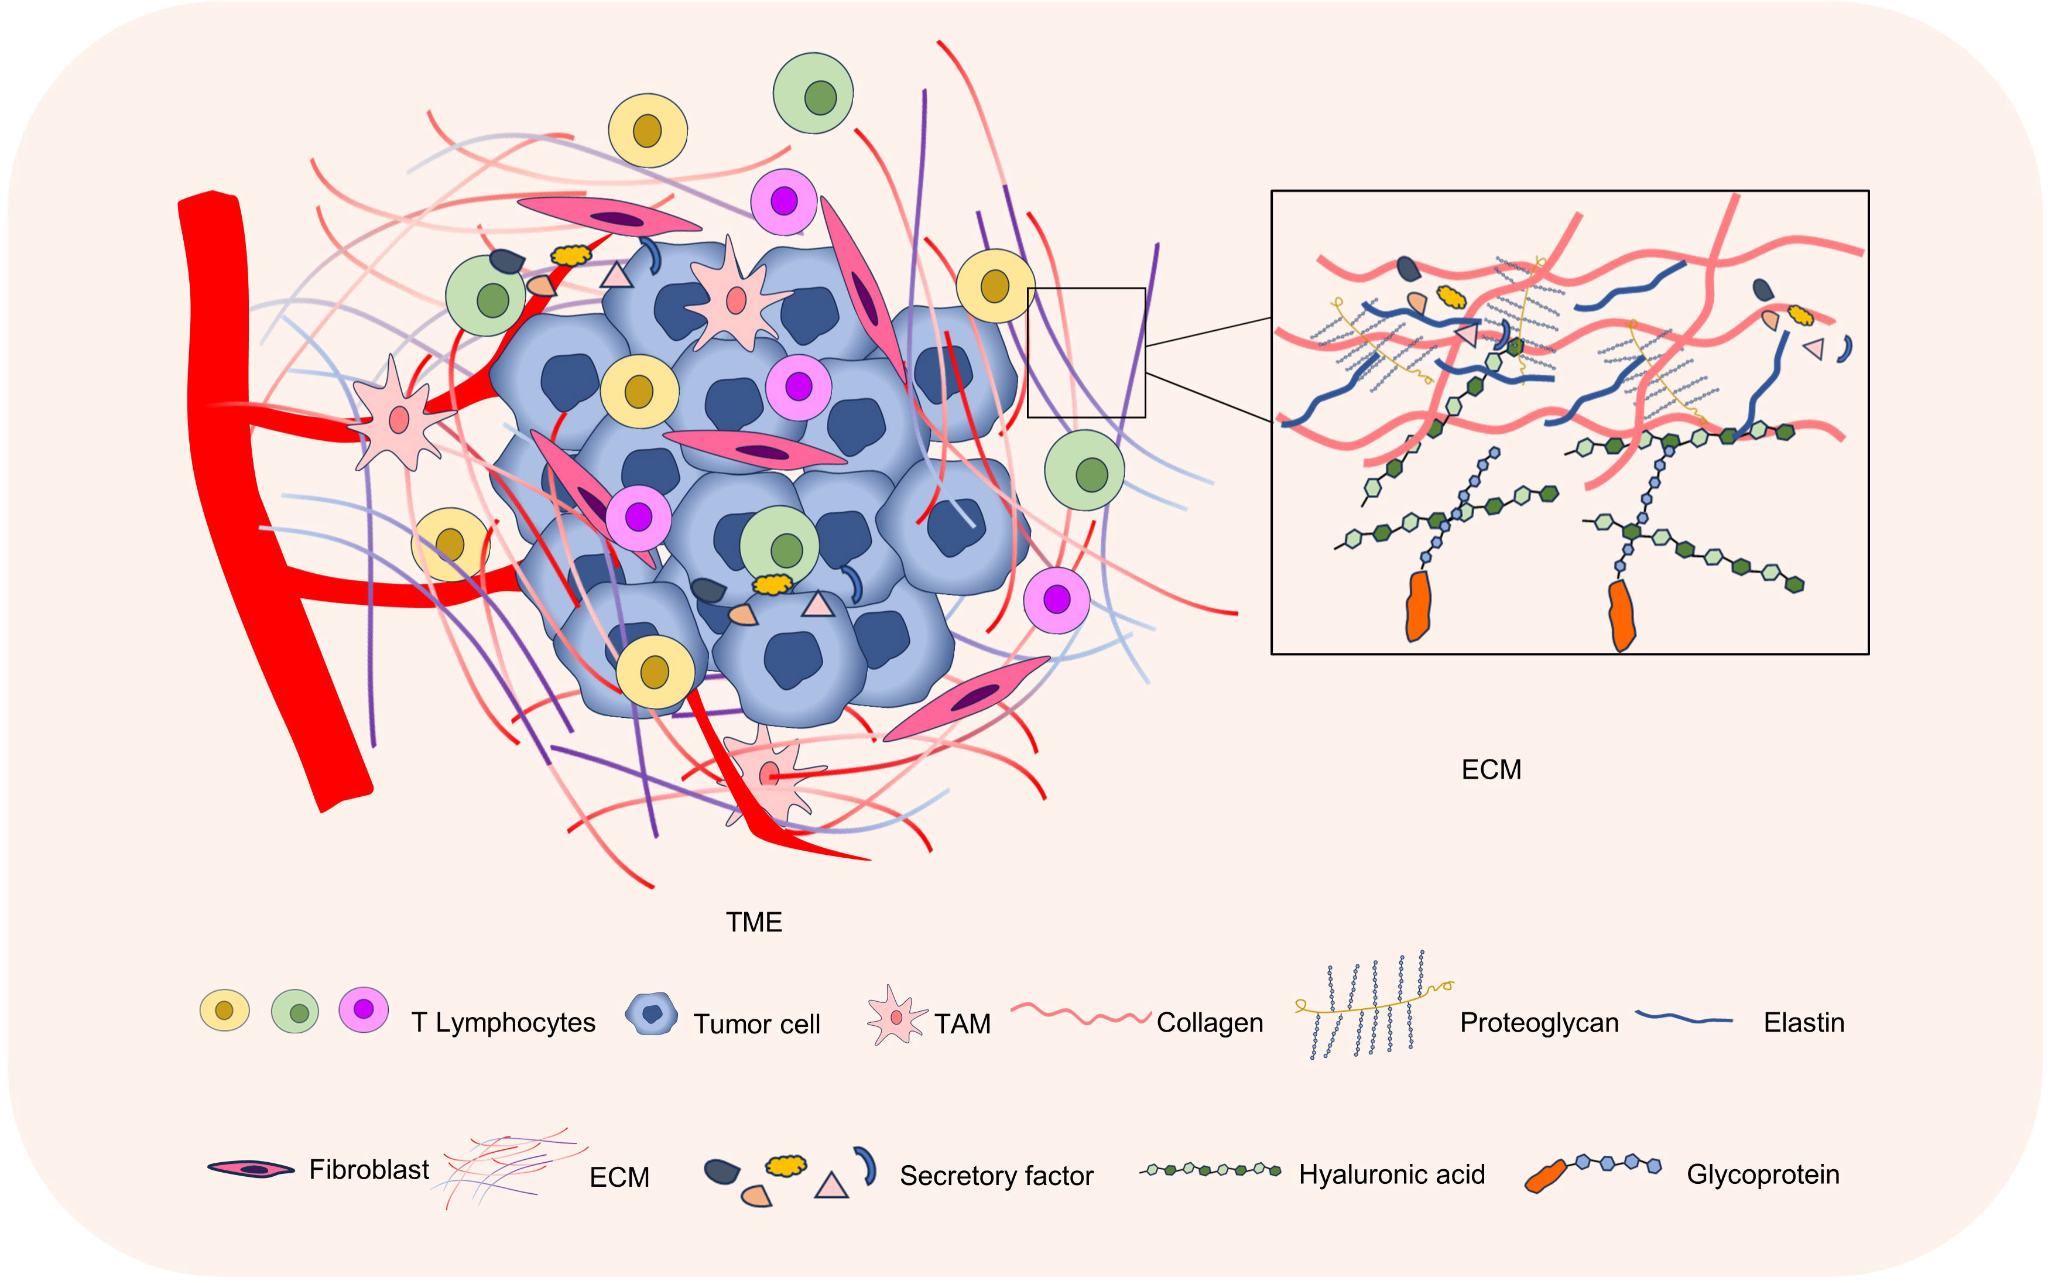 ECM
TME
T Lymphocytes
Tumor cell
TAM
Collagen
Proteoglycan
Elastin
Fibroblast
ECM
Secretory factor
Hyaluronic acid
Glycoprotein